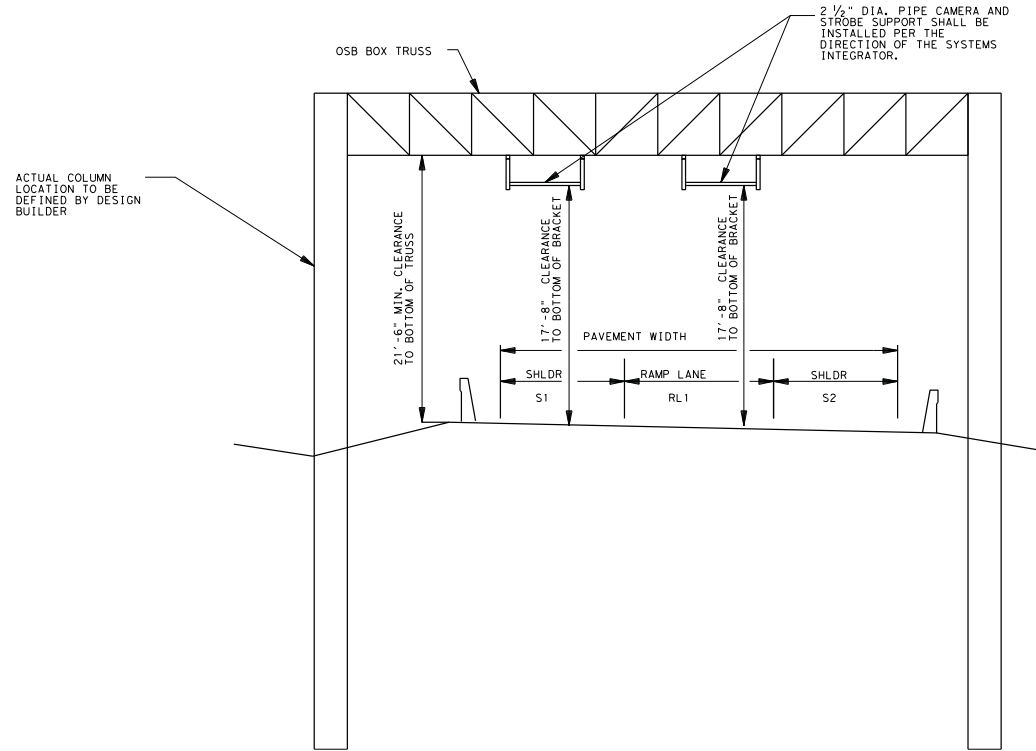 2 ½" DIA. PIPE CAMERA AND
STROBE SUPPORT SHALL BE
INSTALLED PER THE
DIRECTION OF THE SYSTEMS
INTEGRATOR.
OSB BOX TRUSS
ACTUAL COLUMN
LOCATION TO BE
DEFINED BY DESIGN
BUILDER
21'-6" MIN. CLEARANCE
TO BOTTOM OF TRUSS
17'-8" CLEARANCE
TO BOTTOM OF BRACKET
17'-8" CLEARANCE
TO BOTTOM OF BRACKET
PAVEMENT WIDTH
SHLDR
RAMP LANE
SHLDR
S1
RL1
S2